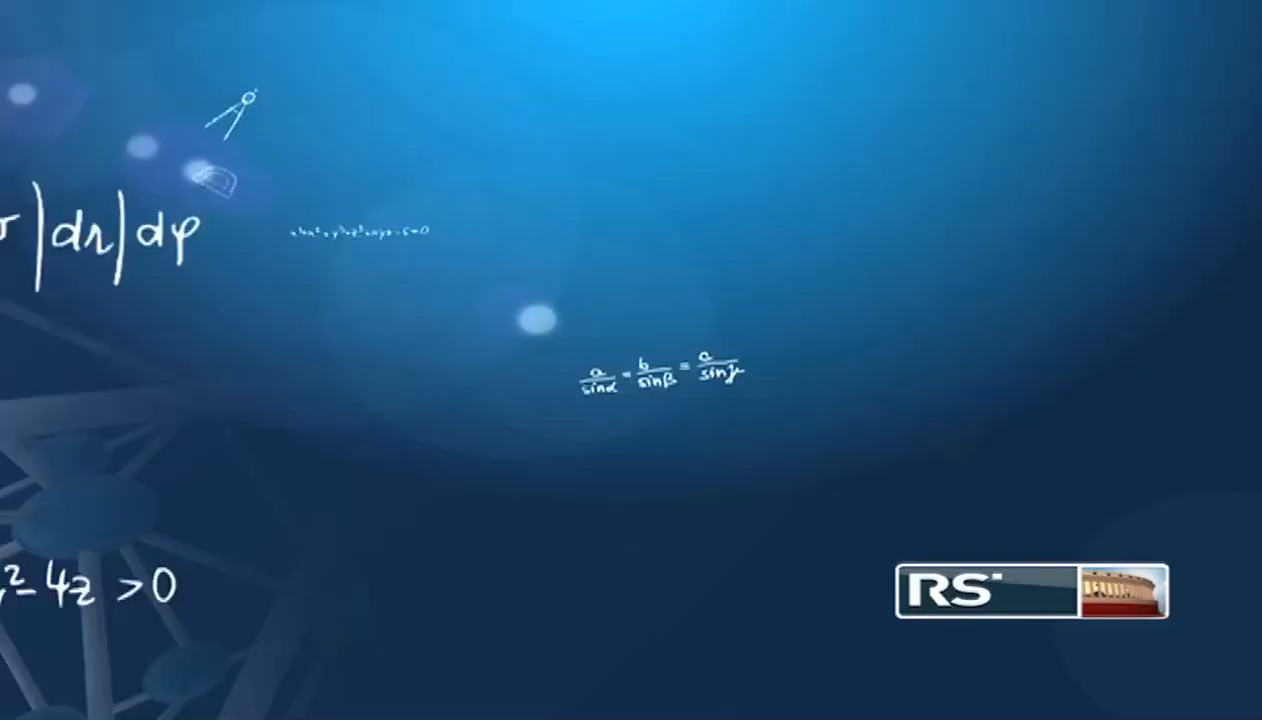 |dr| dφ
a/sinα = b/sinβ = c/sinγ
²-4z >0
RS